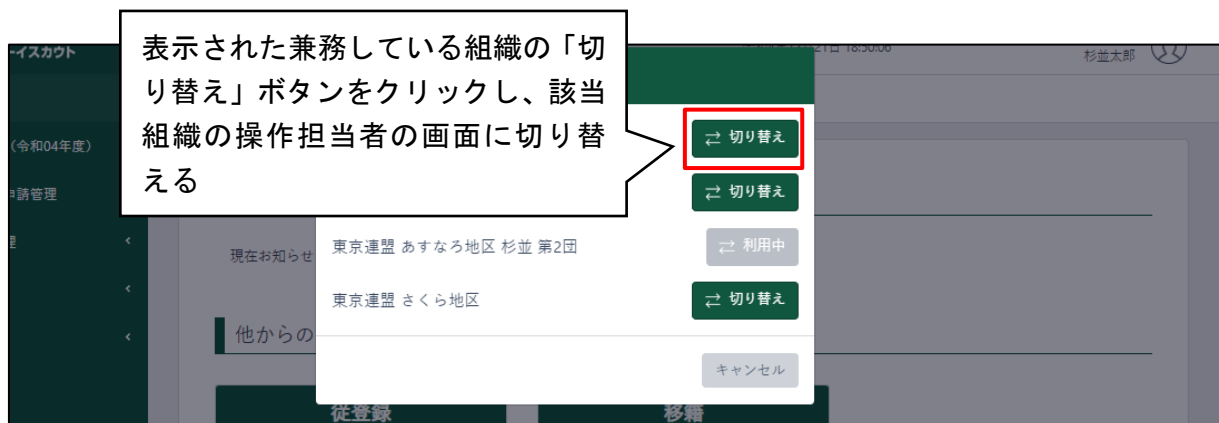 表示された兼務している組織の「切
り替え」ボタンをクリックし、該当
組織の操作担当者の画面に切り替
える
ーイスカウト
21日 18:50:06
杉並太郎
(令和04年度)
申請管理
切り替え
切り替え
東京連盟 あすなろ地区 杉並 第2団
利用中
現在お知らせ
東京連盟 さくら地区
切り替え
他からの
キャンセル
従登録
移籍